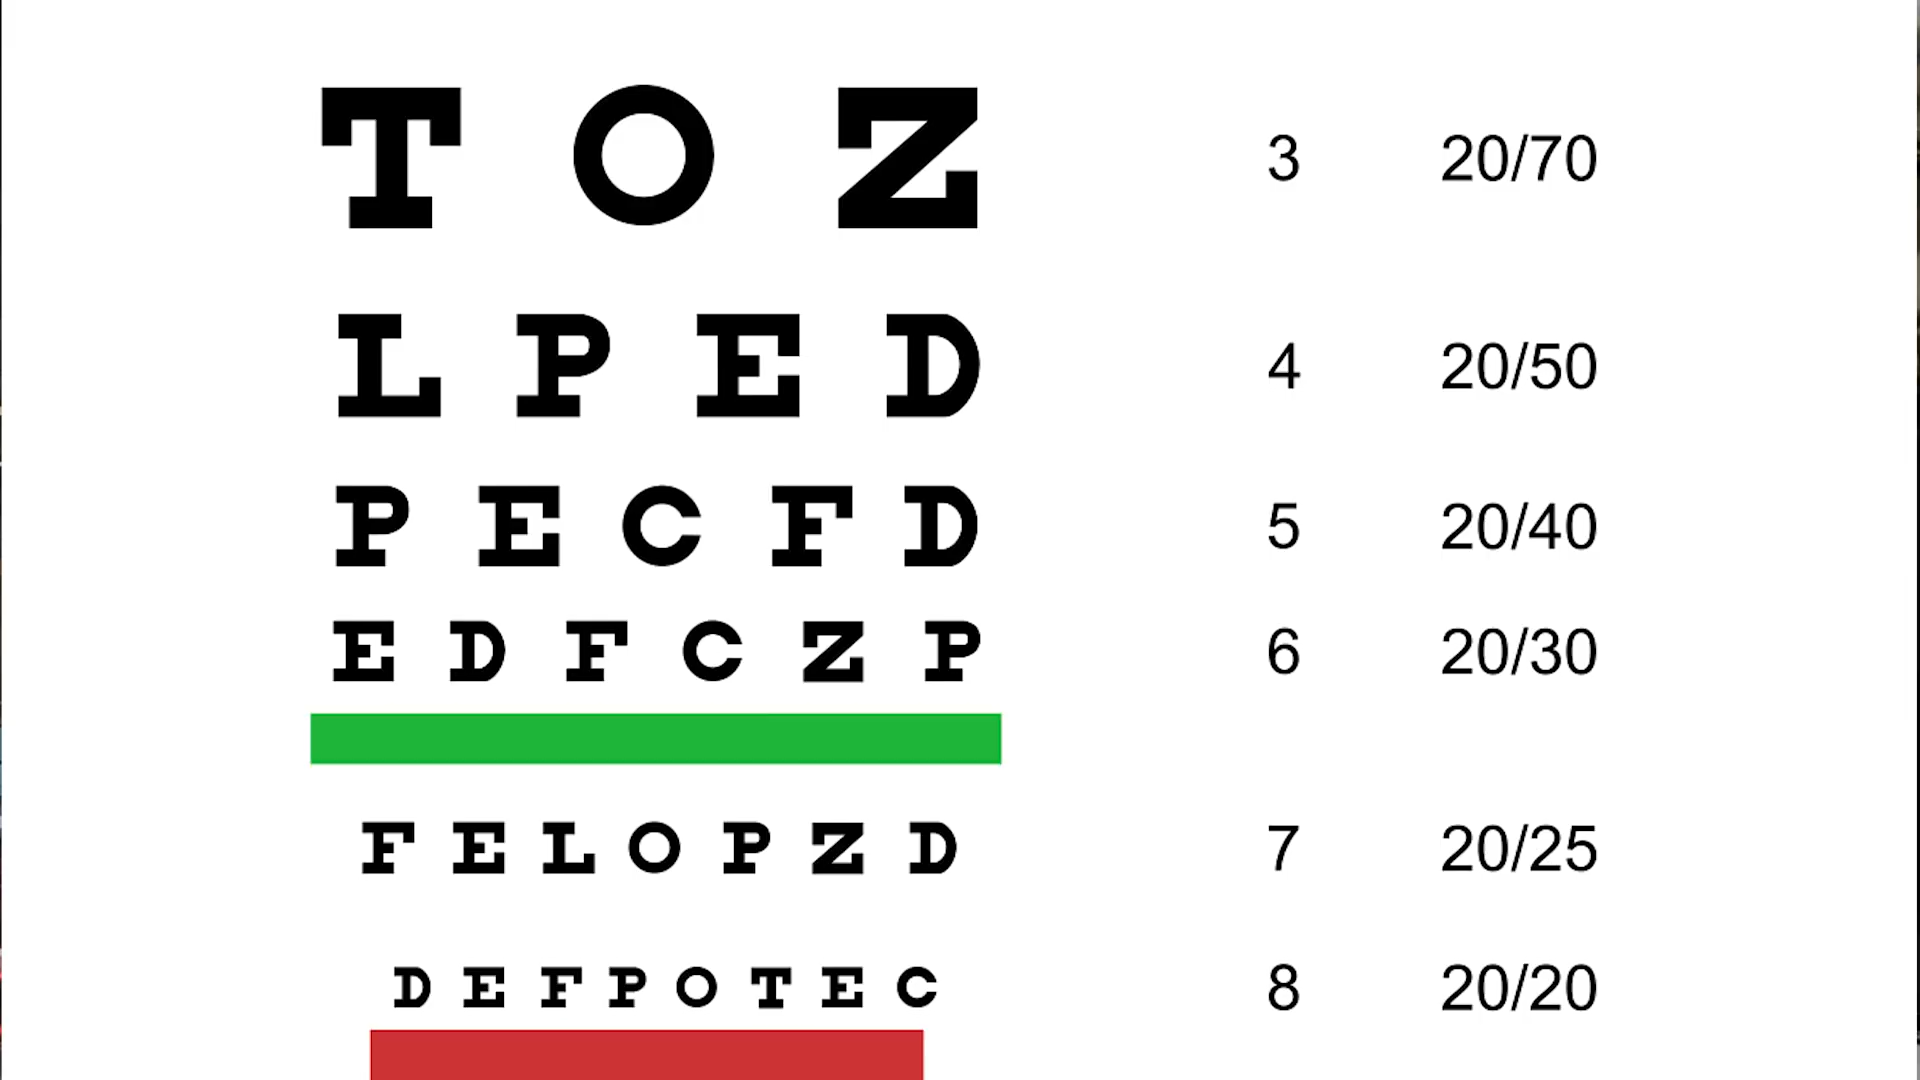 T O Z 3 20/70
L P E D 4 20/50
P E C F D 5 20/40
E D F C Z P 6 20/30
F E L O P Z D 7 20/25
D E F P O T E C 8 20/20